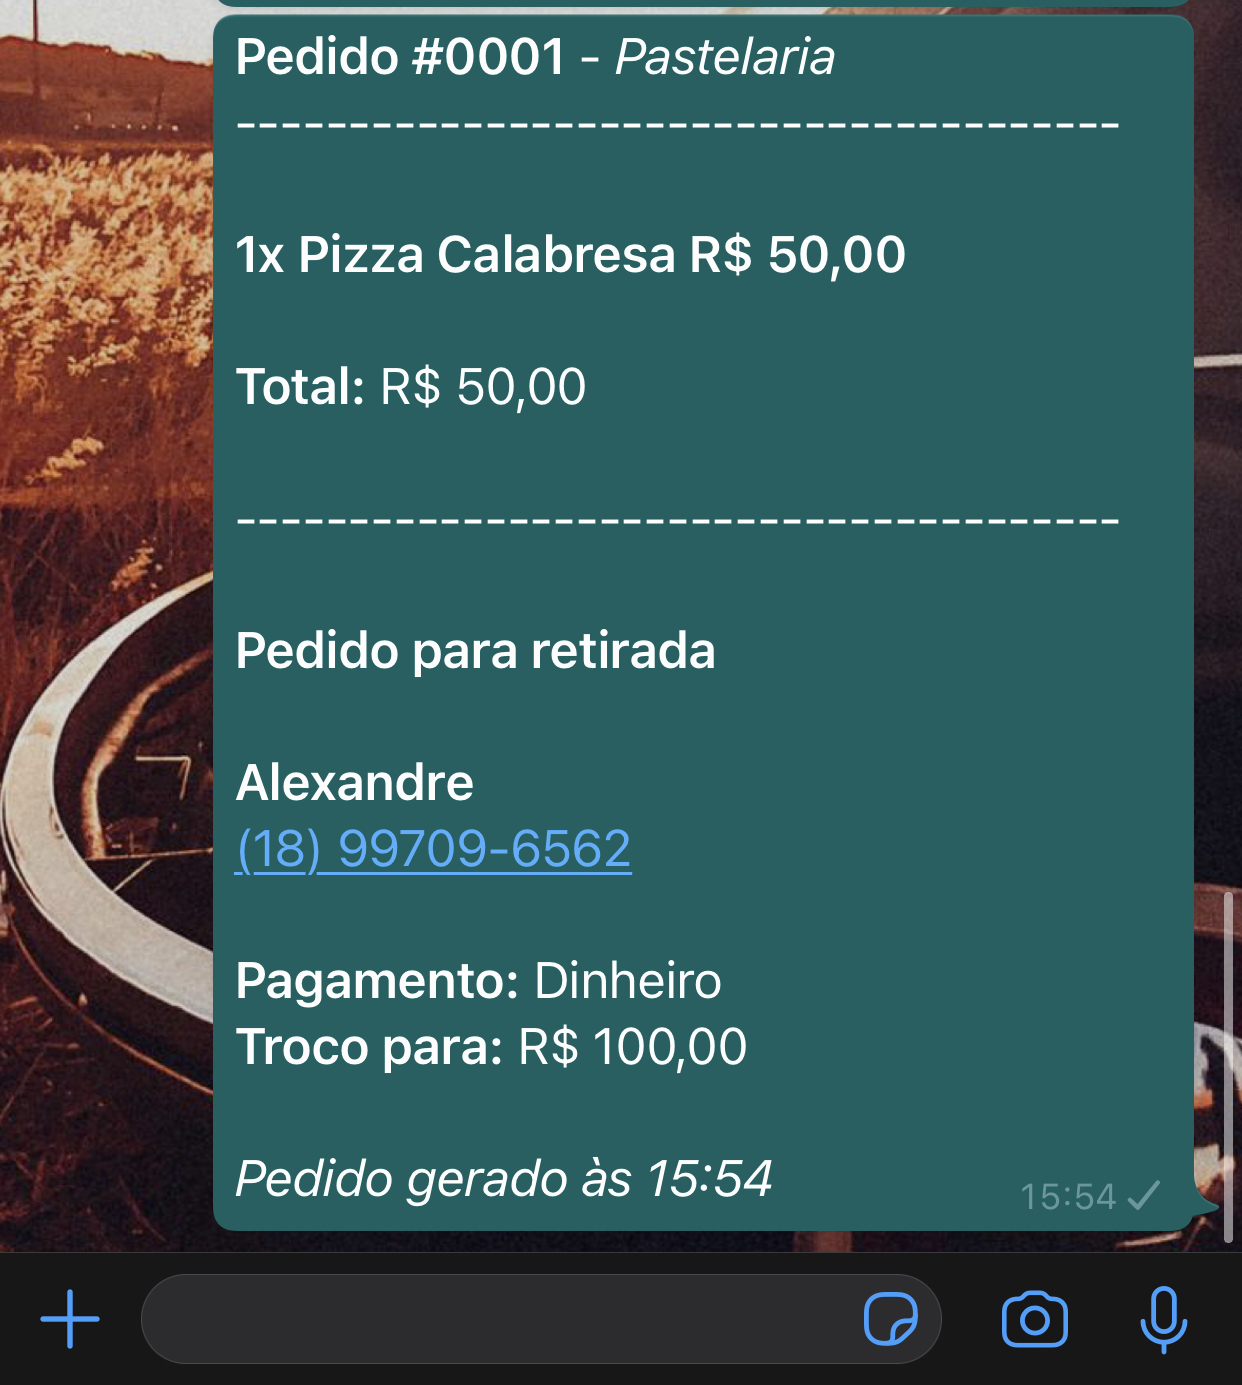 Pedido #0001 - Pastelaria
---------------------------------------
1x Pizza Calabresa R$ 50,00
Total: R$ 50,00
---------------------------------------
Pedido para retirada
Alexandre
(18) 99709-6562
Pagamento: Dinheiro
Troco para: R$ 100,00
Pedido gerado às 15:54
15:54